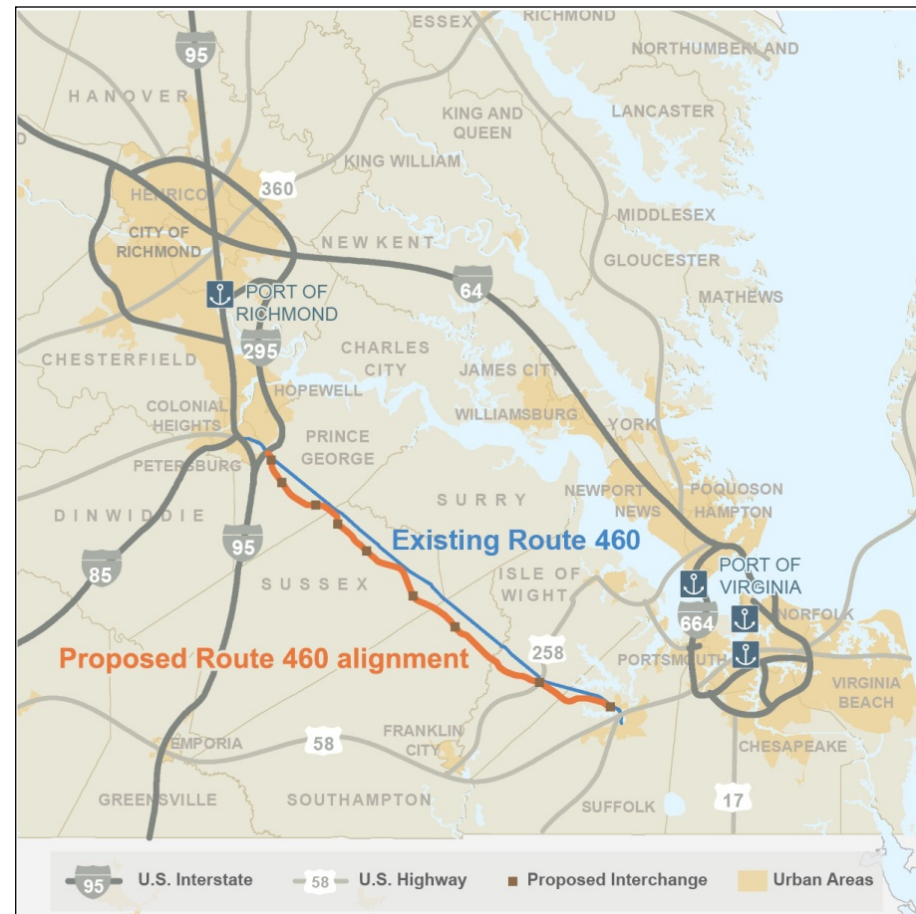 ESSEX
RICHMOND
95
NORTHUMBERLAND
HANOVER
KING AND
QUEEN
LANCASTER
KING WILLIAM
360
HENRICO
MIDDLESEX
CITY OF
RICHMOND
NEW KENT
GLOUCESTER
64
MATHEWS
PORT OF
RICHMOND
295
CHESTERFIELD
CHARLES
CITY
JAMES CITY
HOPEWELL
COLONIAL
HEIGHTS
WILLIAMSBURG
YORK
PRINCE
GEORGE
PETERSBURG
SURRY
NEWPORT
NEWS
POQUOSON
HAMPTON
DINWIDDIE
95
Existing Route 460
85
SUSSEX
ISLE OF
WIGHT
PORT OF
VIRGINIA
NORFOLK
664
Proposed Route 460 alignment
258
PORTSMOUTH
VIRGINIA
BEACH
EMPORIA
58
FRANKLIN
CITY
CHESAPEAKE
GREENSVILLE
SOUTHAMPTON
SUFFOLK
17
95 U.S. Interstate
58 U.S. Highway
Proposed Interchange
Urban Areas